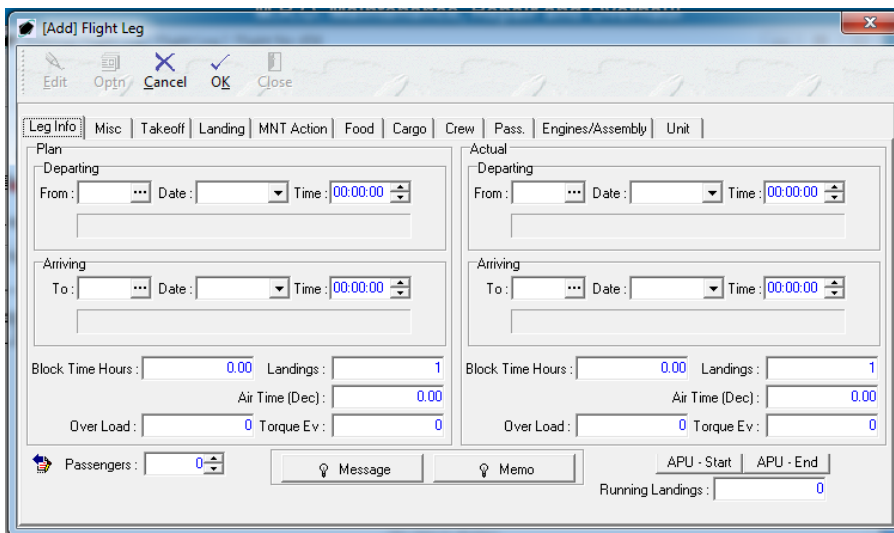 [Add] Flight Leg
Edit Optn Cancel OK Close
Leg Info Misc Takeoff Landing MNT Action Food Cargo Crew Pass. Engines/Assembly Unit
Plan
Departing
From : ... Date : Time : 00:00:00
Arriving
To : ... Date : Time : 00:00:00
Block Time Hours : 0.00 Landings : 1
Air Time (Dec) : 0.00
Over Load : 0 Torque Ev : 0
Actual
Departing
From : ... Date : Time : 00:00:00
Arriving
To : ... Date : Time : 00:00:00
Block Time Hours : 0.00 Landings : 1
Air Time (Dec) : 0.00
Over Load : 0 Torque Ev : 0
Passengers : 0 Message Memo APU - Start APU - End
Running Landings : 0